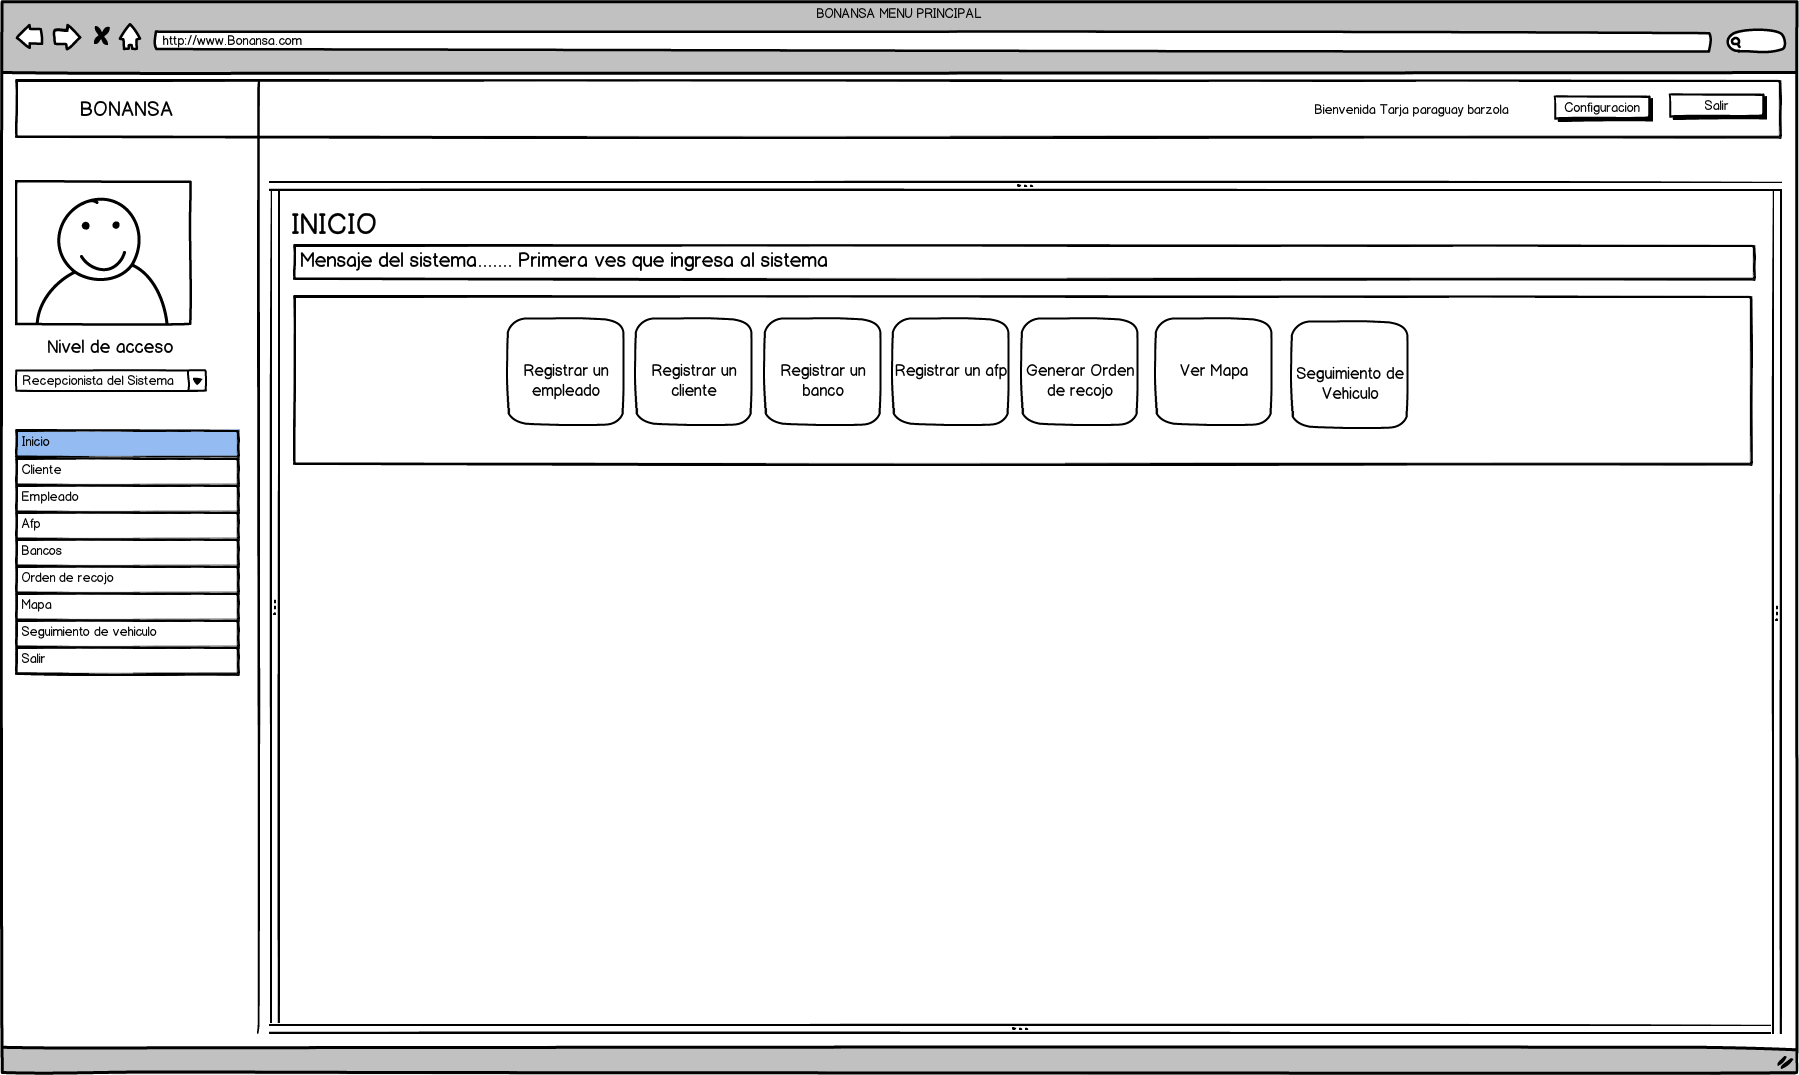 BONANSA MENU PRINCIPAL
http://www.Bonansa.com
BONANSA
Bienvenida Tarja paraguay barzola
Configuracion
Salir
Nivel de acceso
Recepcionista del Sistema
Inicio
Cliente
Empleado
Afp
Bancos
Orden de recojo
Mapa
Seguimiento de vehiculo
Salir
INICIO
Mensaje del sistema....... Primera ves que ingresa al sistema
Registrar un
empleado
Registrar un
cliente
Registrar un
banco
Registrar un afp
Generar Orden
de recojo
Ver Mapa
Seguimiento de
Vehiculo